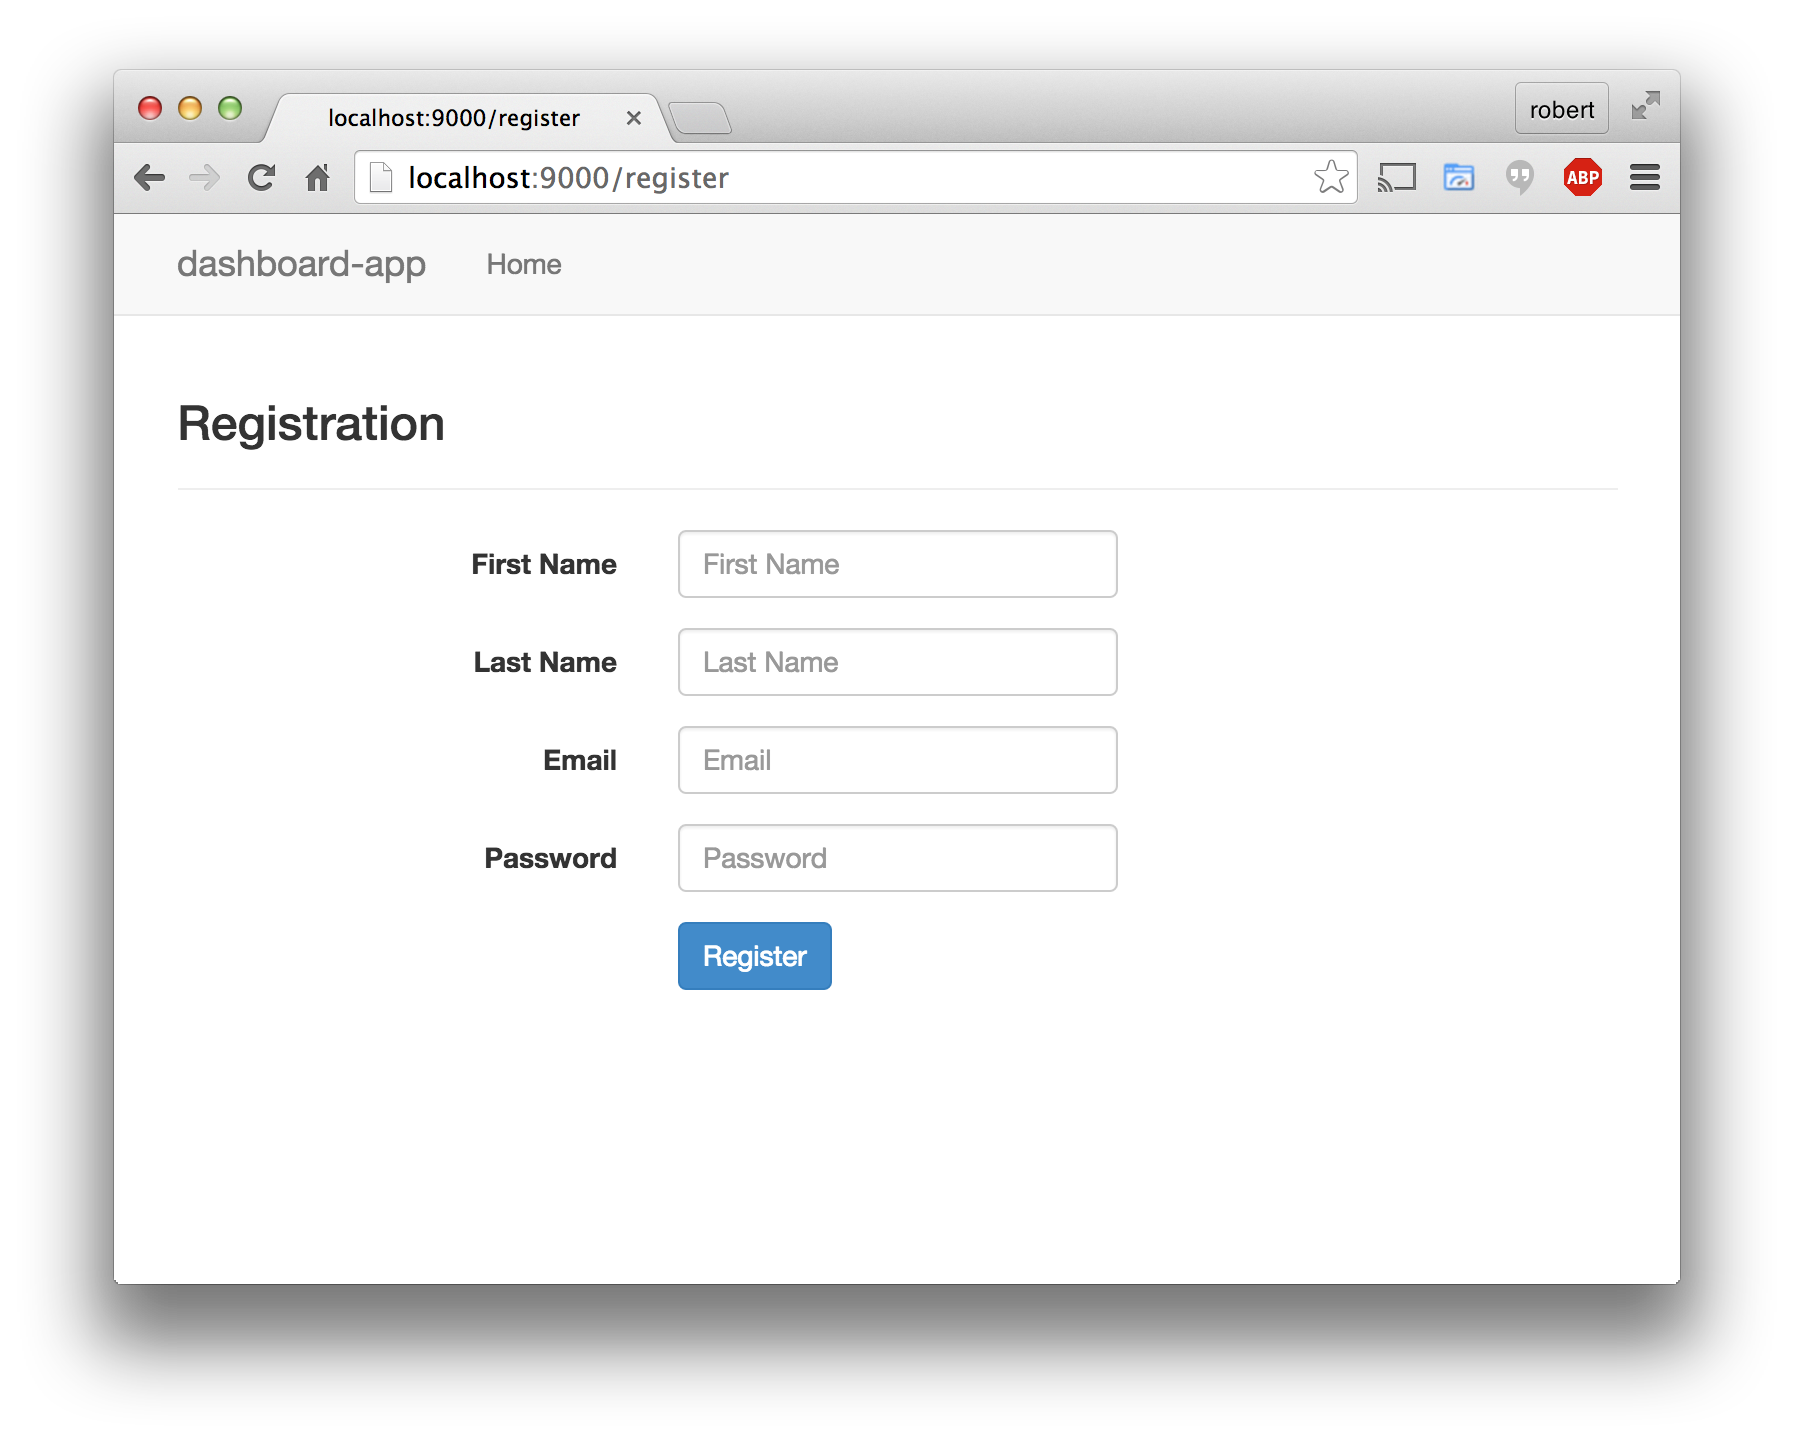 localhost:9000/register
robert
localhost:9000/register
ABP
dashboard-app Home
Registration
First Name First Name
Last Name Last Name
Email Email
Password Password
Register